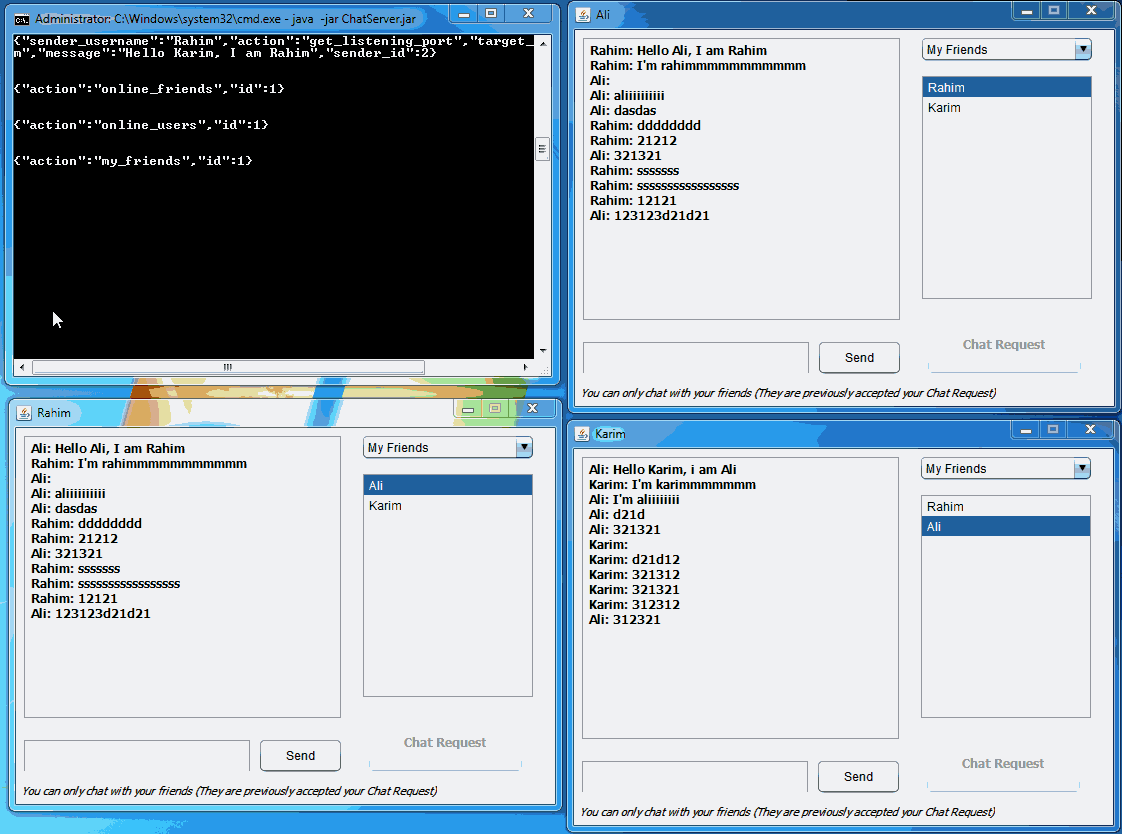 Administrator: C:\Windows\system32\cmd.exe - java  -jar ChatServer.jar
{"sender_username":"Rahim","action":"get_listening_port","target_
m","message":"Hello Karim, I am Rahim","sender_id":2}
{"action":"online_friends","id":1}
{"action":"online_users","id":1}
{"action":"my_friends","id":1}
Ali
Rahim: Hello Ali, I am Rahim
Rahim: I'm rahimmmmmmmmmmm
Ali:
Ali: aliiiiiiiiii
Ali: dasdas
Rahim: dddddddd
Rahim: 21212
Ali: 321321
Rahim: sssssss
Rahim: sssssssssssssssss
Rahim: 12121
Ali: 123123d21d21
My Friends
Rahim
Karim
Send
Chat Request
You can only chat with your friends (They are previously accepted your Chat Request)
Rahim
Ali: Hello Ali, I am Rahim
Rahim: I'm rahimmmmmmmmmmm
Ali:
Ali: aliiiiiiiiii
Ali: dasdas
Rahim: dddddddd
Rahim: 21212
Ali: 321321
Rahim: sssssss
Rahim: sssssssssssssssss
Rahim: 12121
Ali: 123123d21d21
My Friends
Ali
Karim
Send
Chat Request
You can only chat with your friends (They are previously accepted your Chat Request)
Karim
Ali: Hello Karim, i am Ali
Karim: I'm karimmmmmmm
Ali: I'm aliiiiiiii
Ali: d21d
Ali: 321321
Karim:
Karim: d21d12
Karim: 321312
Karim: 321321
Karim: 312312
Ali: 312321
My Friends
Rahim
Ali
Send
Chat Request
You can only chat with your friends (They are previously accepted your Chat Request)